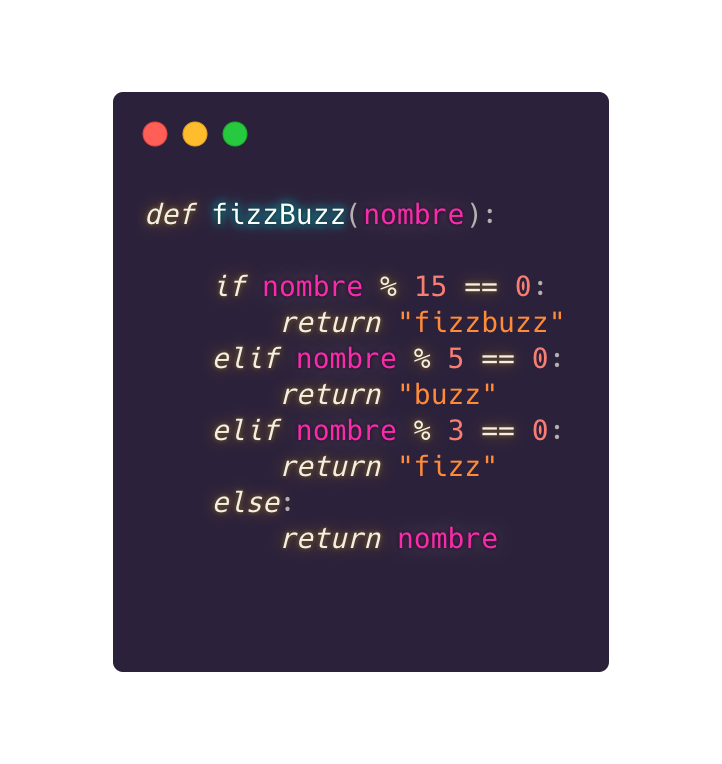 def fizzBuzz(nombre):
    if nombre % 15 == 0:
        return "fizzbuzz"
    elif nombre % 5 == 0:
        return "buzz"
    elif nombre % 3 == 0:
        return "fizz"
    else:
        return nombre